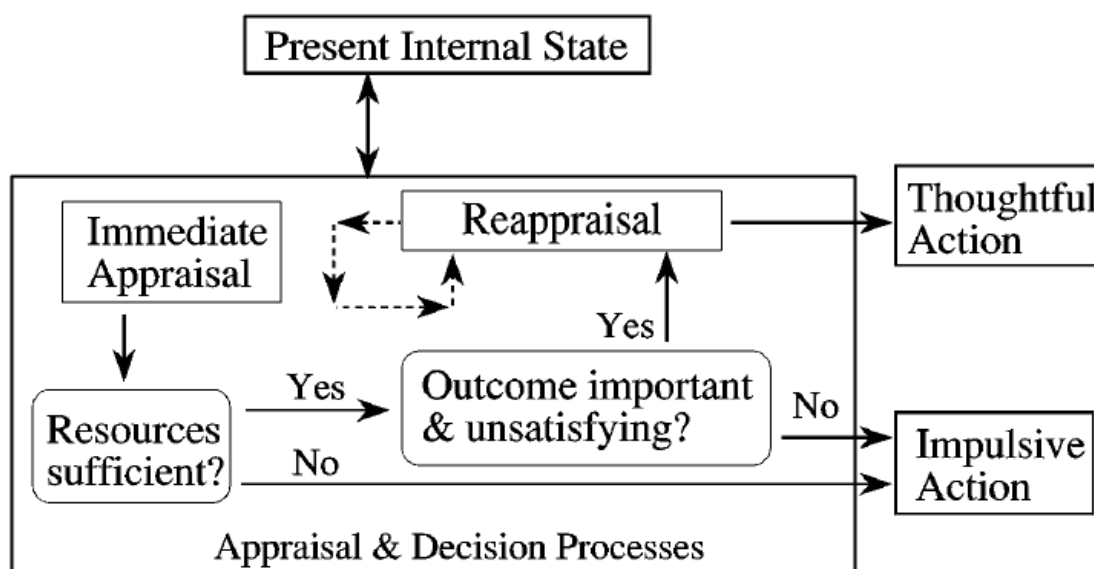 Present Internal State
Immediate
Appraisal
Reappraisal
Thoughtful
Action
Yes
Resources
sufficient?
Yes
No
Outcome important
& unsatisfying?
No
Impulsive
Action
Appraisal & Decision Processes